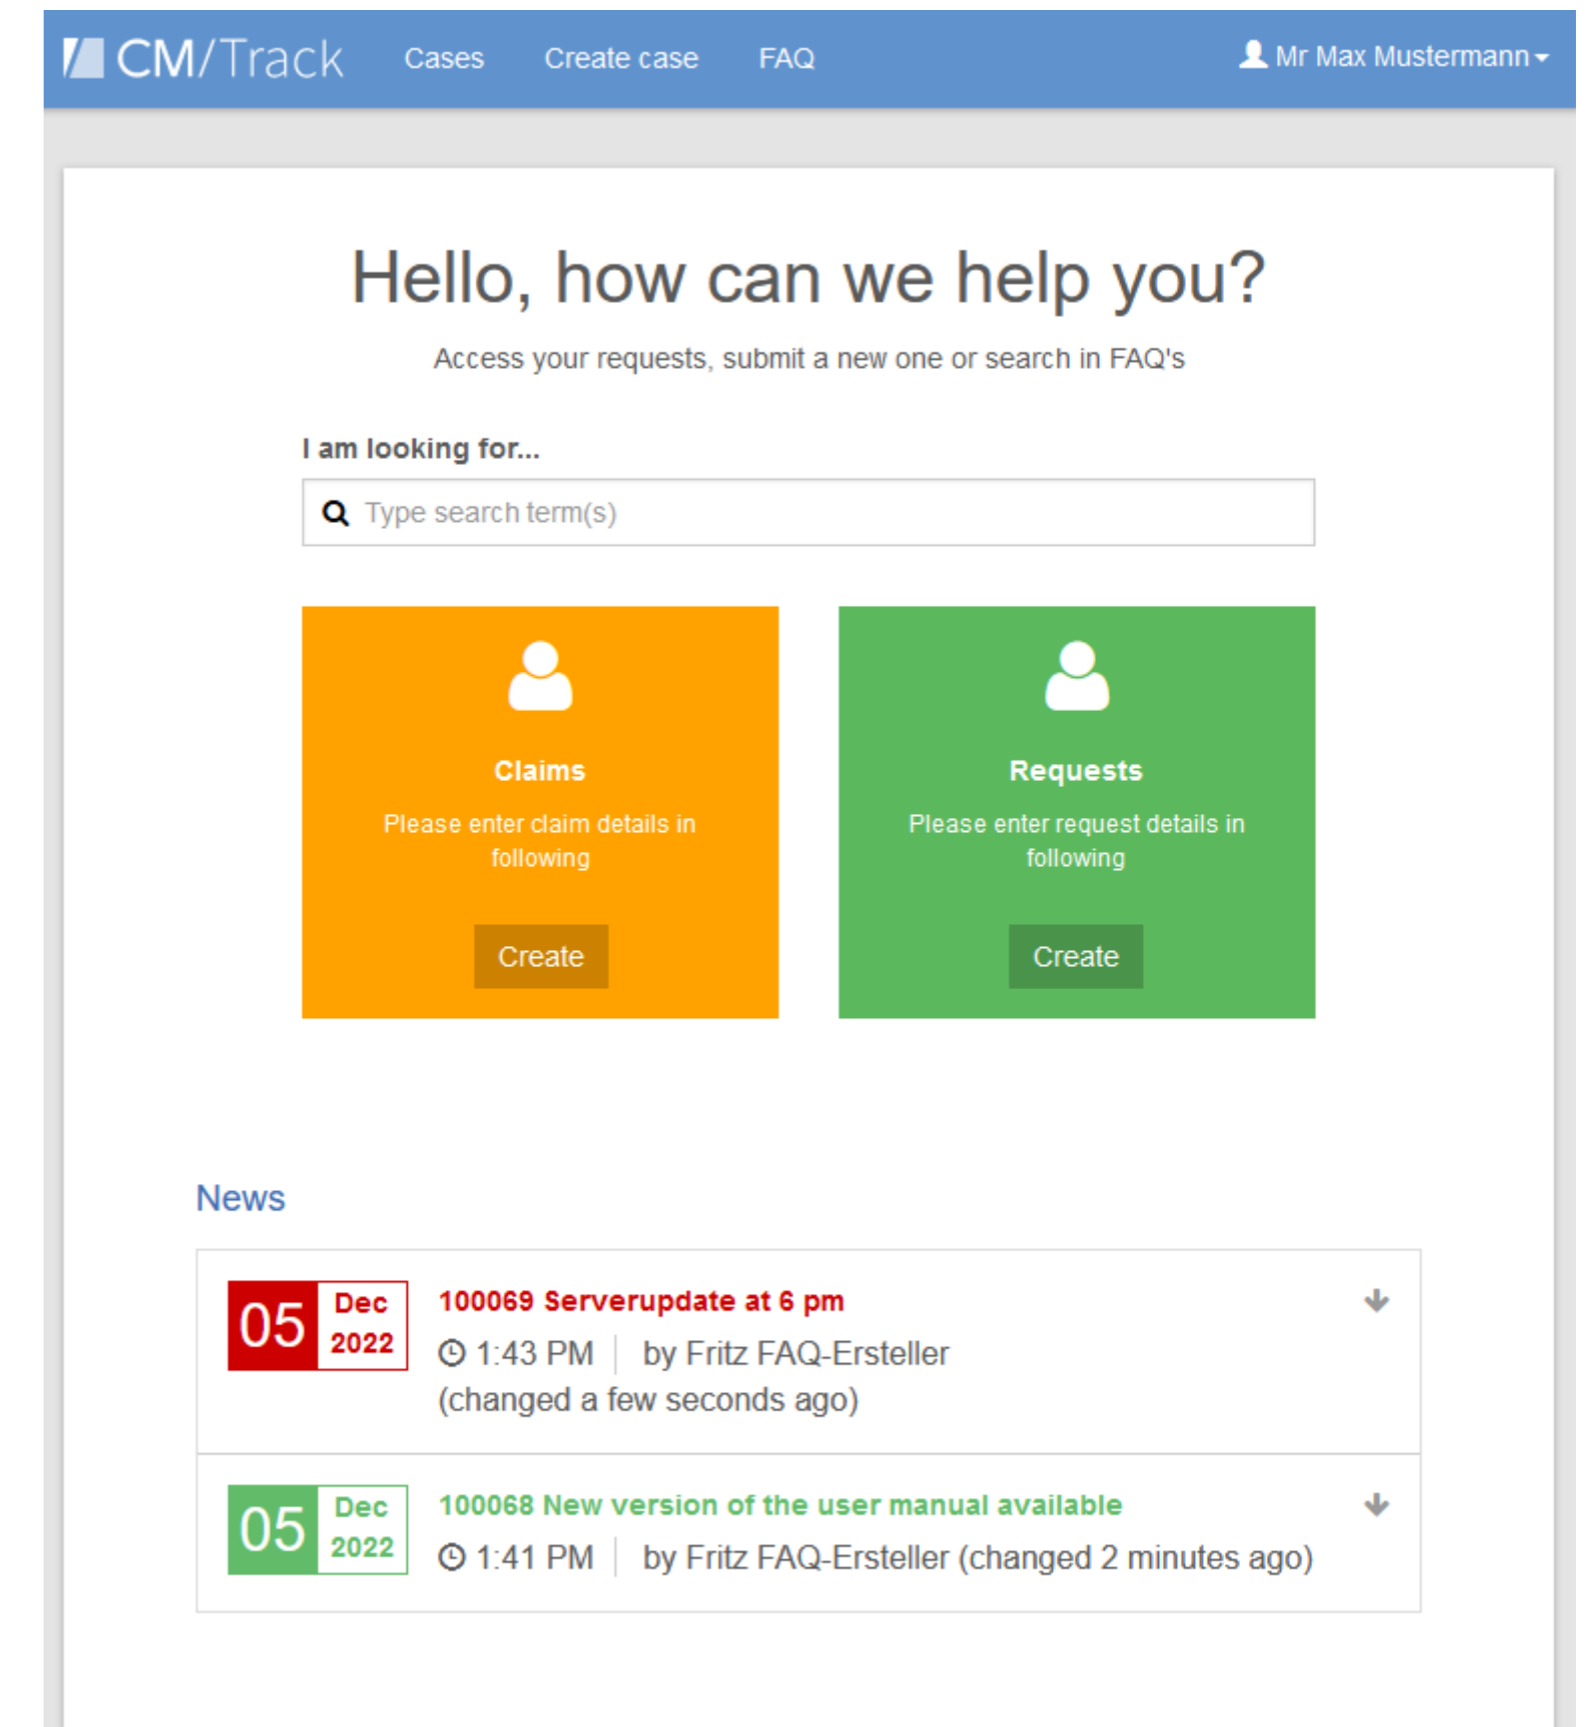 CM/Track Cases Create case FAQ Mr Max Mustermann
Hello, how can we help you?
Access your requests, submit a new one or search in FAQ's
I am looking for...
Type search term(s)
Claims
Please enter claim details in
following
Create
Requests
Please enter request details in
following
Create
News
05 Dec 2022
100069 Serverupdate at 6 pm
1:43 PM by Fritz FAQ-Ersteller
(changed a few seconds ago)
05 Dec 2022
100068 New version of the user manual available
1:41 PM by Fritz FAQ-Ersteller (changed 2 minutes ago)